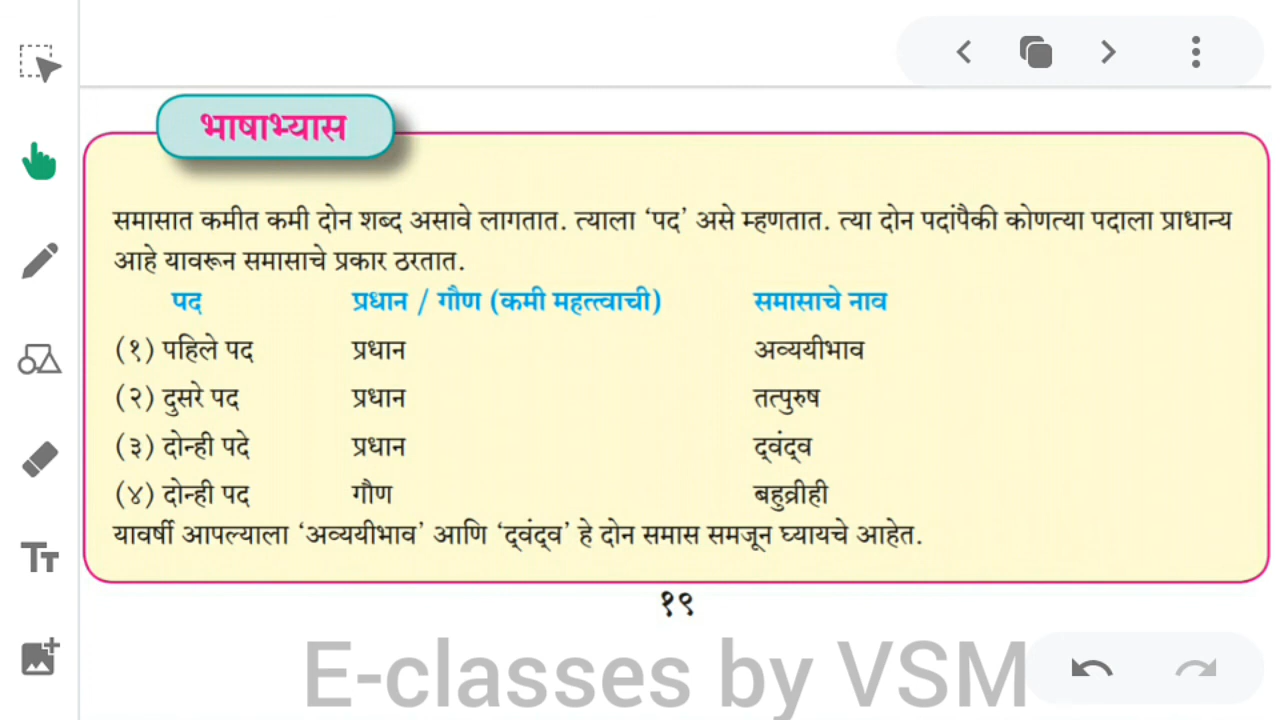 भाषाभ्यास
समासात कमीत कमी दोन शब्द असावे लागतात. त्याला ‘पद’ असे म्हणतात. त्या दोन पदांपैकी कोणत्या पदाला प्राधान्य
आहे यावरून समासाचे प्रकार ठरतात.
पद प्रधान / गौण (कमी महत्त्वाची) समासाचे नाव
(१) पहिले पद प्रधान अव्ययीभाव
(२) दुसरे पद प्रधान तत्पुरुष
(३) दोन्ही पदे प्रधान द्‌वंद्‌व
(४) दोन्ही पद गौण बहुव्रीही
यावर्षी आपल्याला ‘अव्ययीभाव’ आणि ‘द्‌वंद्‌व’ हे दोन समास समजून घ्यायचे आहेत.
१९
E-classes by VSM
Tт